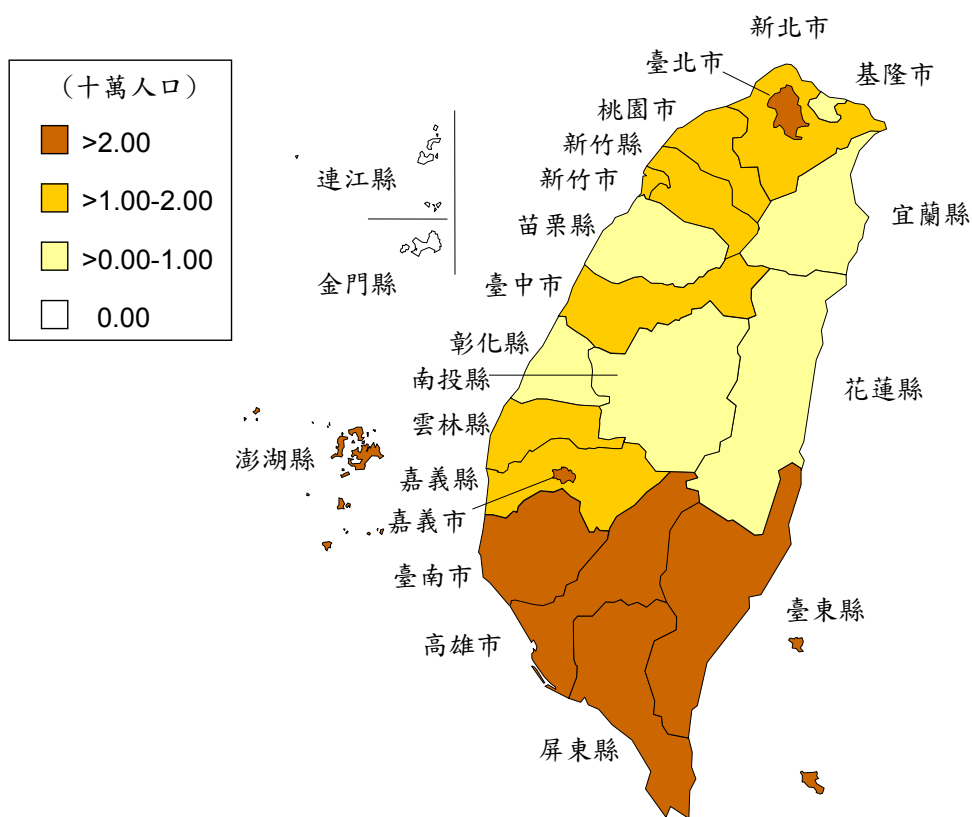 （十萬人口）
>2.00
>1.00-2.00
>0.00-1.00
0.00
新北市
臺北市
基隆市
桃園市
新竹縣
新竹市
連江縣
苗栗縣
宜蘭縣
金門縣
臺中市
彰化縣
南投縣
花蓮縣
雲林縣
澎湖縣
嘉義縣
嘉義市
臺南市
臺東縣
高雄市
屏東縣